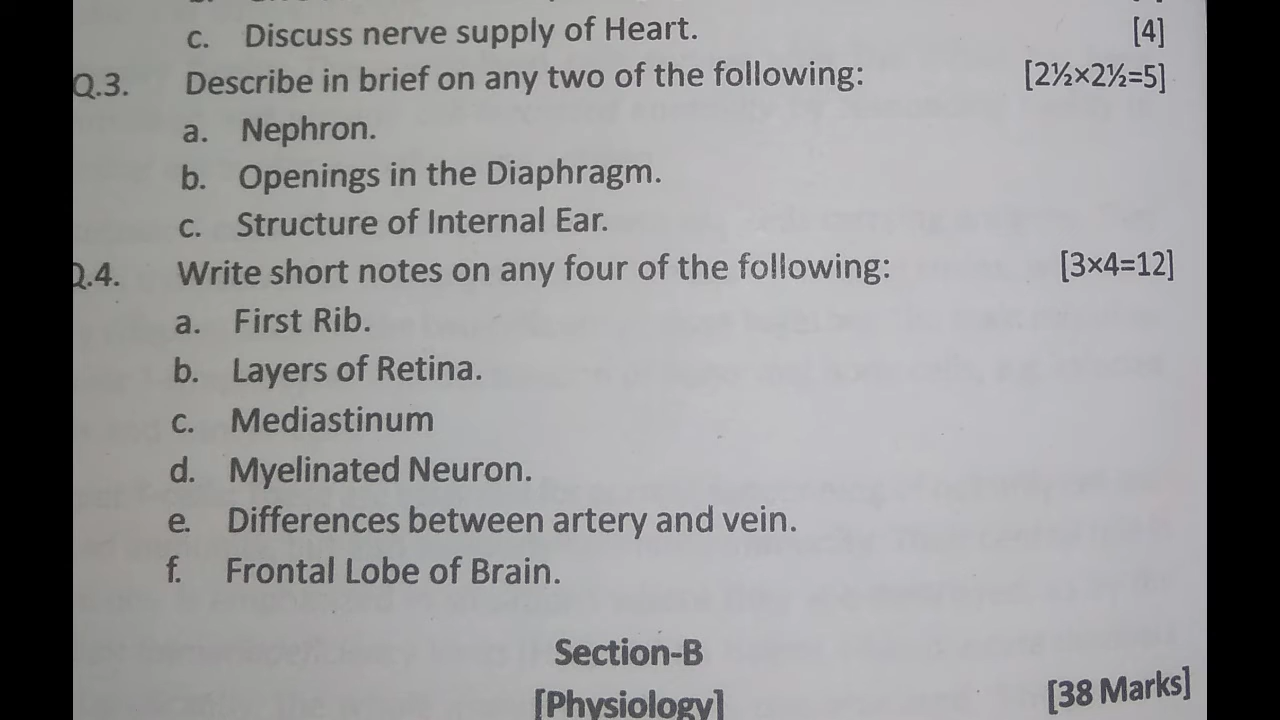 c. Discuss nerve supply of Heart. [4]
Q.3. Describe in brief on any two of the following: [2½×2½=5]
a. Nephron.
b. Openings in the Diaphragm.
c. Structure of Internal Ear.
Q.4. Write short notes on any four of the following: [3×4=12]
a. First Rib.
b. Layers of Retina.
c. Mediastinum
d. Myelinated Neuron.
e. Differences between artery and vein.
f. Frontal Lobe of Brain.
Section-B
[Physiology] [38 Marks]